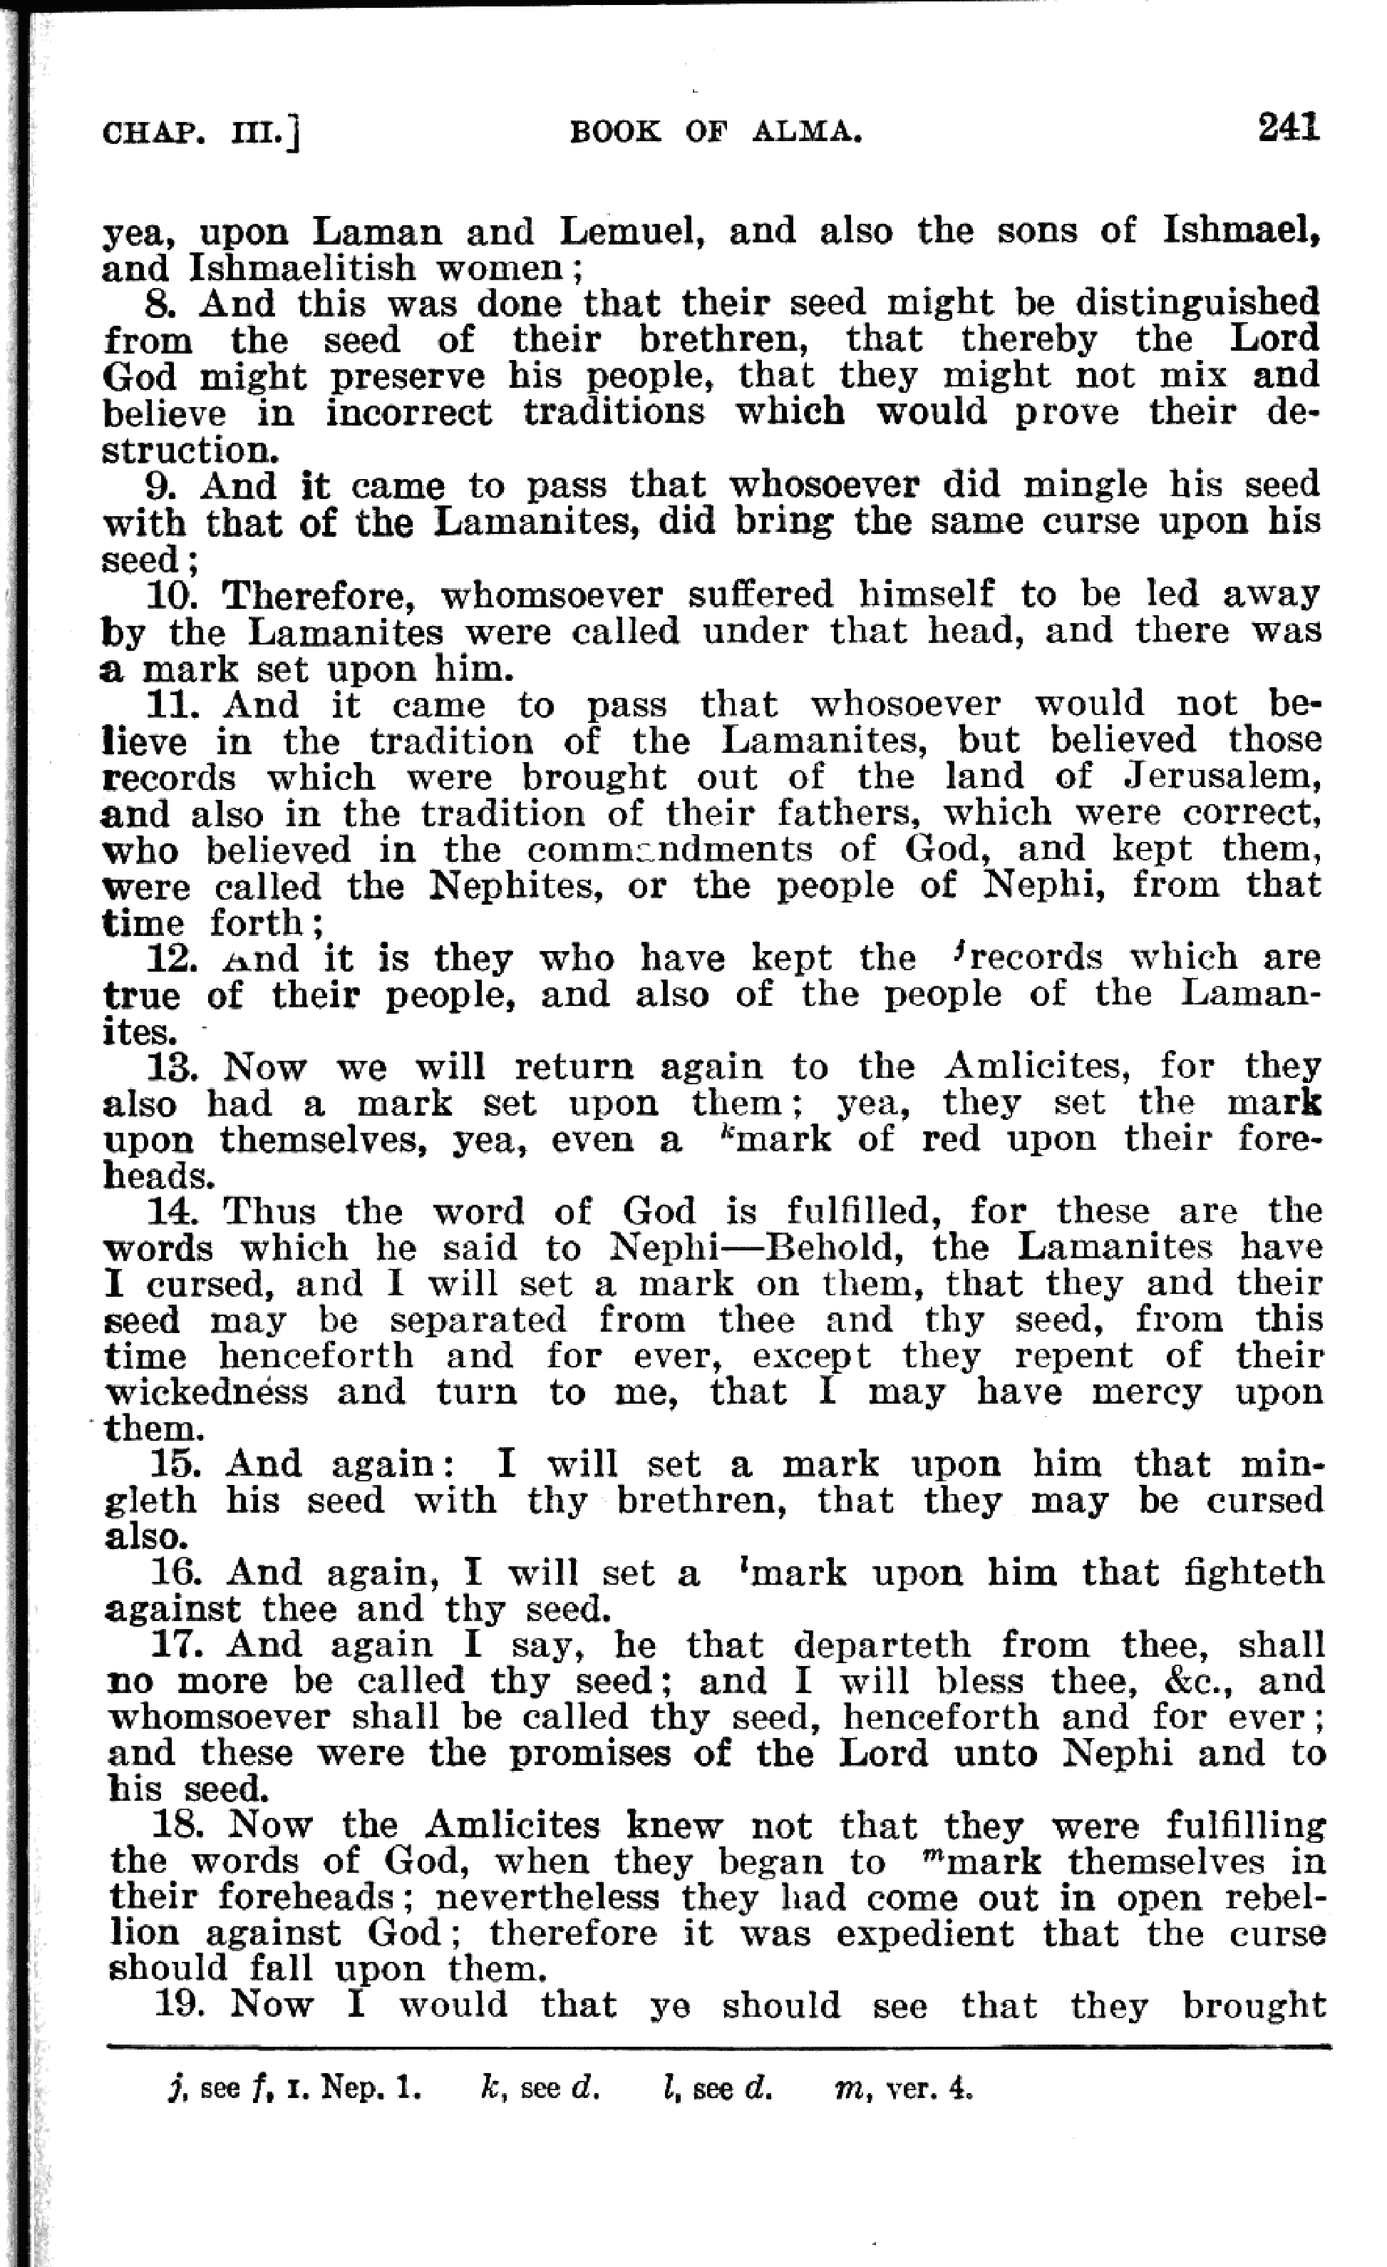 CHAP. III.] BOOK OF ALMA. 241
yea, upon Laman and Lemuel, and also the sons of Ishmael,
and Ishmaelitish women;
8. And this was done that their seed might be distinguished
from the seed of their brethren, that thereby the Lord
God might preserve his people, that they might not mix and
believe in incorrect traditions which would prove their de-
struction.
9. And it came to pass that whosoever did mingle his seed
with that of the Lamanites, did bring the same curse upon his
seed;
10. Therefore, whomsoever suffered himself to be led away
by the Lamanites were called under that head, and there was
a mark set upon him.
11. And it came to pass that whosoever would not be-
lieve in the tradition of the Lamanites, but believed those
records which were brought out of the land of Jerusalem,
and also in the tradition of their fathers, which were correct,
who believed in the commandments of God, and kept them,
were called the Nephites, or the people of Nephi, from that
time forth;
12. And it is they who have kept the jrecords which are
true of their people, and also of the people of the Laman-
ites.
13. Now we will return again to the Amlicites, for they
also had a mark set upon them; yea, they set the mark
upon themselves, yea, even a kmark of red upon their fore-
heads.
14. Thus the word of God is fulfilled, for these are the
words which he said to Nephi—Behold, the Lamanites have
I cursed, and I will set a mark on them, that they and their
seed may be separated from thee and thy seed, from this
time henceforth and for ever, except they repent of their
wickedness and turn to me, that I may have mercy upon
them.
15. And again: I will set a mark upon him that min-
gleth his seed with thy brethren, that they may be cursed
also.
16. And again, I will set a lmark upon him that fighteth
against thee and thy seed.
17. And again I say, he that departeth from thee, shall
no more be called thy seed; and I will bless thee, &c., and
whomsoever shall be called thy seed, henceforth and for ever;
and these were the promises of the Lord unto Nephi and to
his seed.
18. Now the Amlicites knew not that they were fulfilling
the words of God, when they began to mmark themselves in
their foreheads; nevertheless they had come out in open rebel-
lion against God; therefore it was expedient that the curse
should fall upon them.
19. Now I would that ye should see that they brought
j, see f, I. Nep. 1. k, see d. l, see d. m, ver. 4.